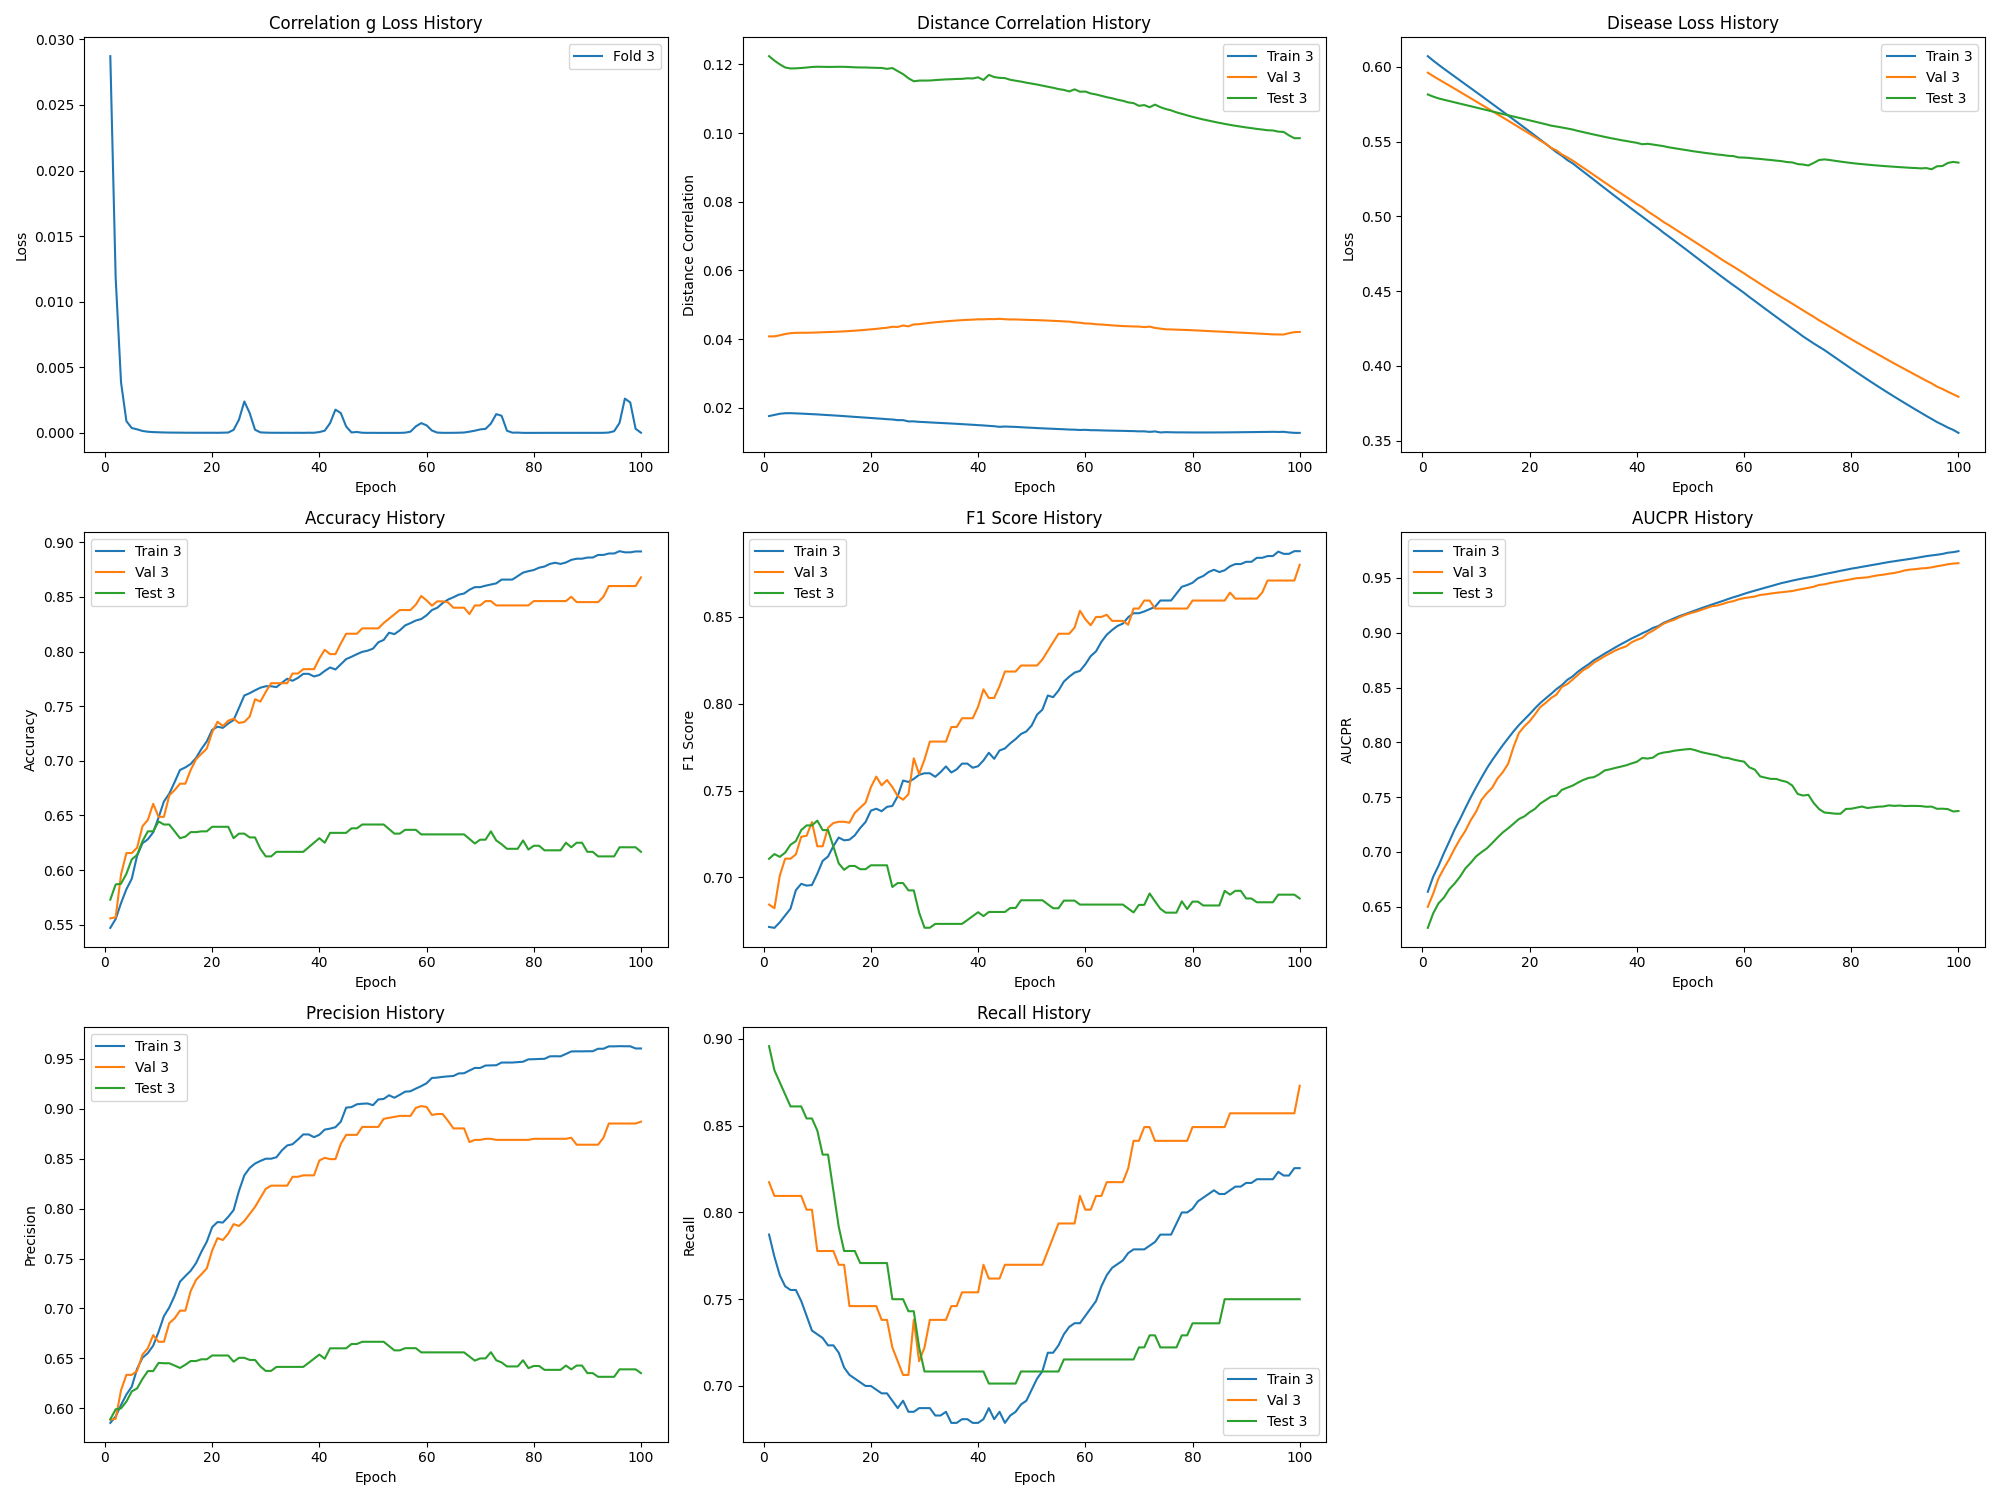 Correlation g Loss History
Fold 3
0.030
0.025
0.020
0.015
0.010
0.005
0.000
Loss
0 20 40 60 80 100
Epoch
Distance Correlation History
Train 3
Val 3
Test 3
0.12
0.10
0.08
0.06
0.04
0.02
Distance Correlation
0 20 40 60 80 100
Epoch
Disease Loss History
Train 3
Val 3
Test 3
0.60
0.55
0.50
0.45
0.40
0.35
Loss
0 20 40 60 80 100
Epoch
Accuracy History
Train 3
Val 3
Test 3
0.90
0.85
0.80
0.75
0.70
0.65
0.60
0.55
Accuracy
0 20 40 60 80 100
Epoch
F1 Score History
Train 3
Val 3
Test 3
0.85
0.80
0.75
0.70
F1 Score
0 20 40 60 80 100
Epoch
AUCPR History
Train 3
Val 3
Test 3
0.95
0.90
0.85
0.80
0.75
0.70
0.65
AUCPR
0 20 40 60 80 100
Epoch
Precision History
Train 3
Val 3
Test 3
0.95
0.90
0.85
0.80
0.75
0.70
0.65
0.60
Precision
0 20 40 60 80 100
Epoch
Recall History
0.90
0.85
0.80
0.75
0.70
Recall
Train 3
Val 3
Test 3
0 20 40 60 80 100
Epoch